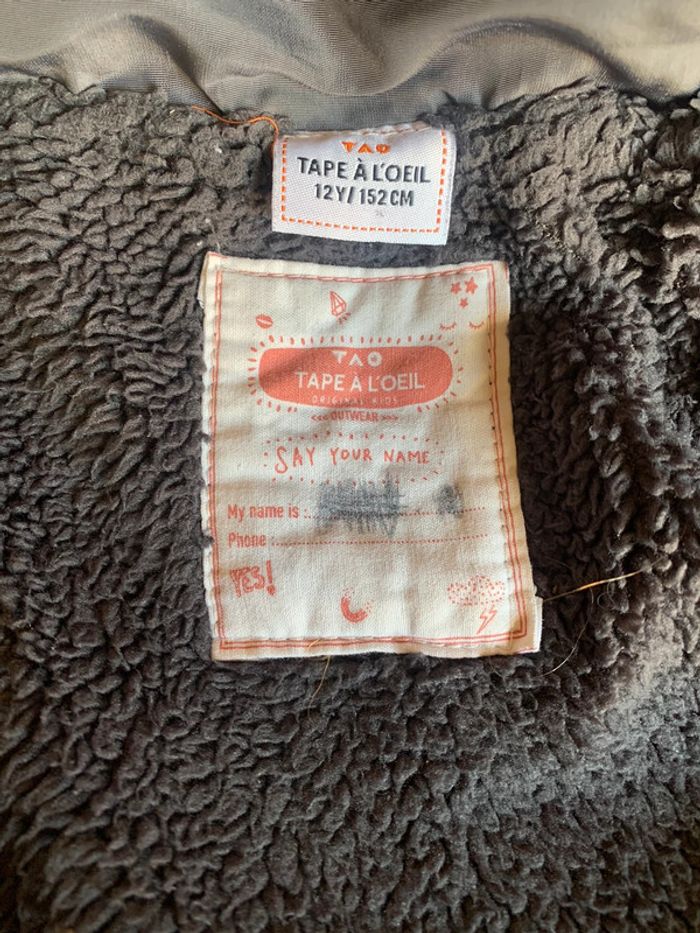 TAO
TAPE À L'OEIL
12Y/152CM
TAO
TAPE À L'OEIL
ORIGINAL KIDS
<<< OUTWEAR >>>
SAY YOUR NAME
My name is :
Phone :
YES!